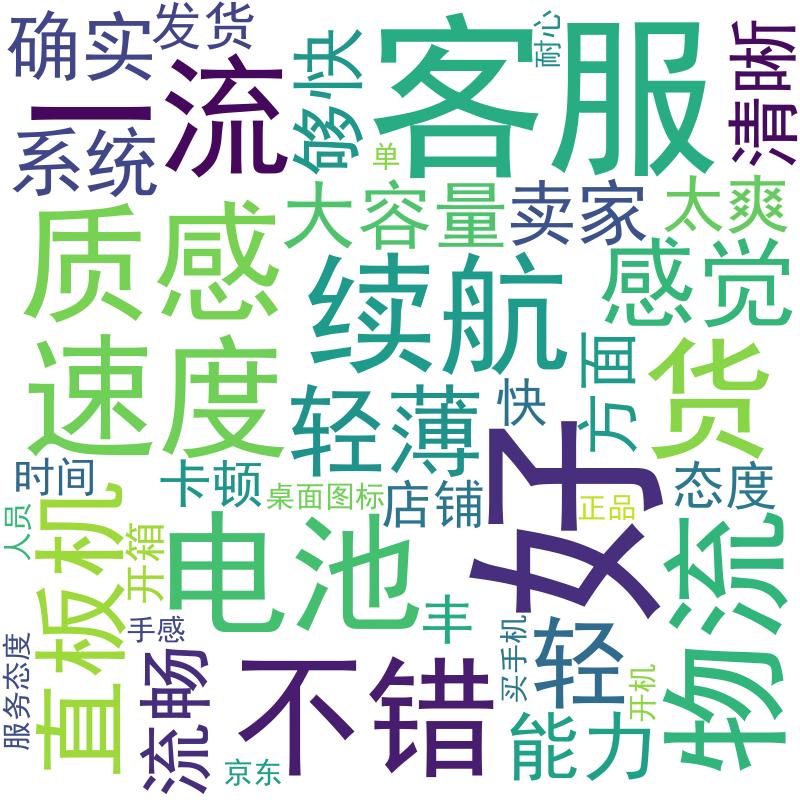 确实
发货
一流
够快
客服
耐心
清晰
系统
单
质感
大容量
卖家
太爽
续航
感觉
速度
轻薄
方面
货
快
好
时间
卡顿
桌面图标
店铺
正品
态度
人员
直板机
开箱
电池
丰
物流
手感
买手机
轻
服务态度
流畅
不错
开机
能力
京东